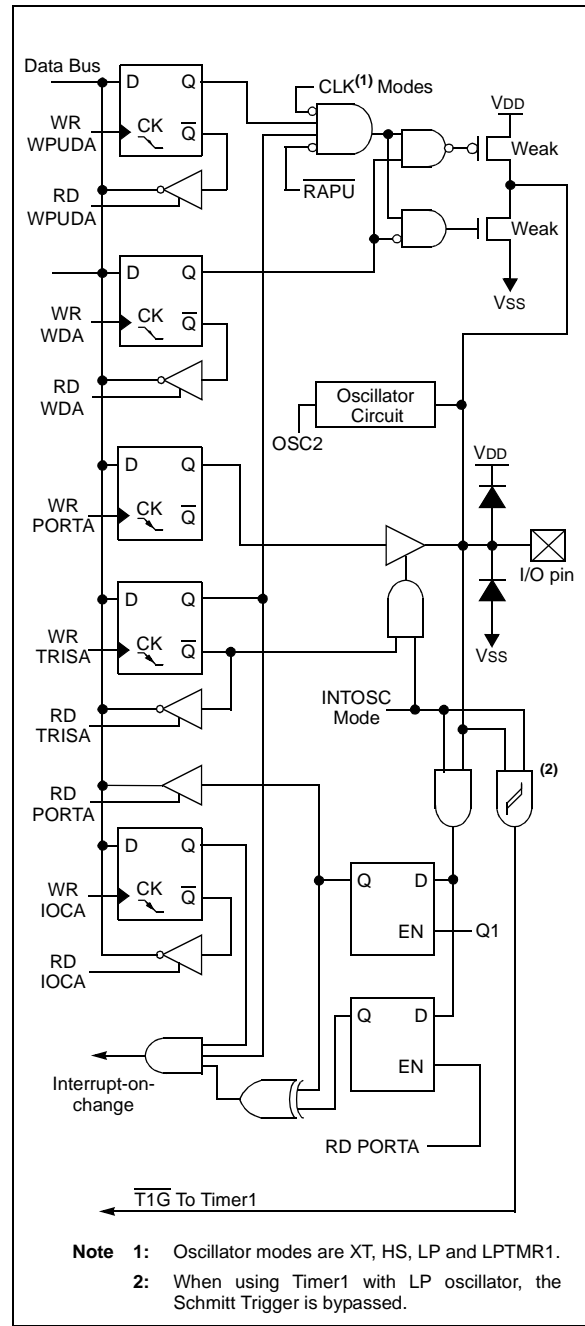 Data Bus
D Q
WR
WPUDA
CK Q
RD
WPUDA
CLK(1) Modes
RAPU
VDD
Weak
Weak
VSS
D Q
WR
WDA
CK Q
RD
WDA
Oscillator
Circuit
OSC2
D Q
WR
PORTA
CK Q
VDD
I/O pin
VSS
D Q
WR
TRISA
CK Q
RD
TRISA
INTOSC
Mode
(2)
RD
PORTA
D Q
WR
IOCA
CK Q
RD
IOCA
Q D
EN
Q1
Q D
EN
RD PORTA
Interrupt-on-
change
T1G To Timer1
Note 1: Oscillator modes are XT, HS, LP and LPTMR1.
2: When using Timer1 with LP oscillator, the
Schmitt Trigger is bypassed.